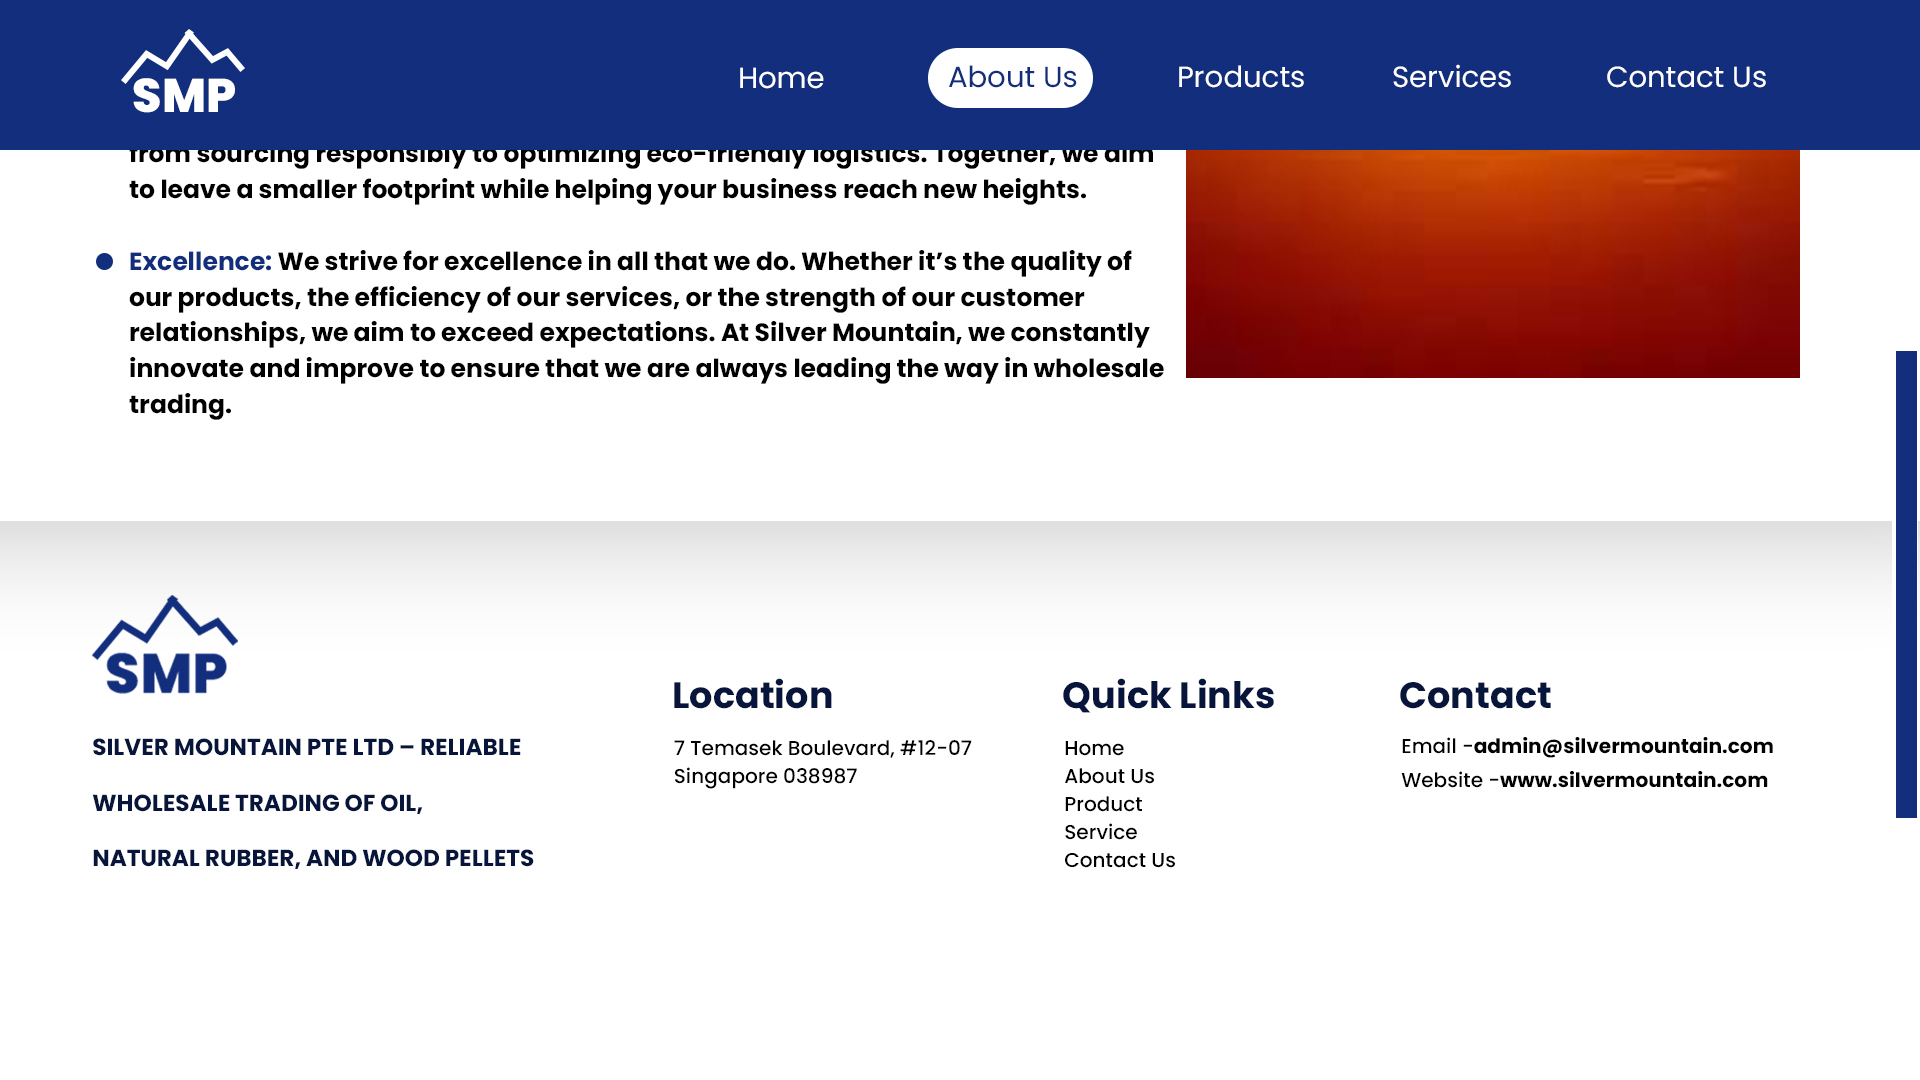 SMP
Home
About Us
Products
Services
Contact Us
from sourcing responsibly to optimizing eco-friendly logistics. Together, we aim
to leave a smaller footprint while helping your business reach new heights.
Excellence: We strive for excellence in all that we do. Whether it’s the quality of
our products, the efficiency of our services, or the strength of our customer
relationships, we aim to exceed expectations. At Silver Mountain, we constantly
innovate and improve to ensure that we are always leading the way in wholesale
trading.
SMP
SILVER MOUNTAIN PTE LTD – RELIABLE
WHOLESALE TRADING OF OIL,
NATURAL RUBBER, AND WOOD PELLETS
Location
7 Temasek Boulevard, #12-07
Singapore 038987
Quick Links
Home
About Us
Product
Service
Contact Us
Contact
Email -admin@silvermountain.com
Website -www.silvermountain.com